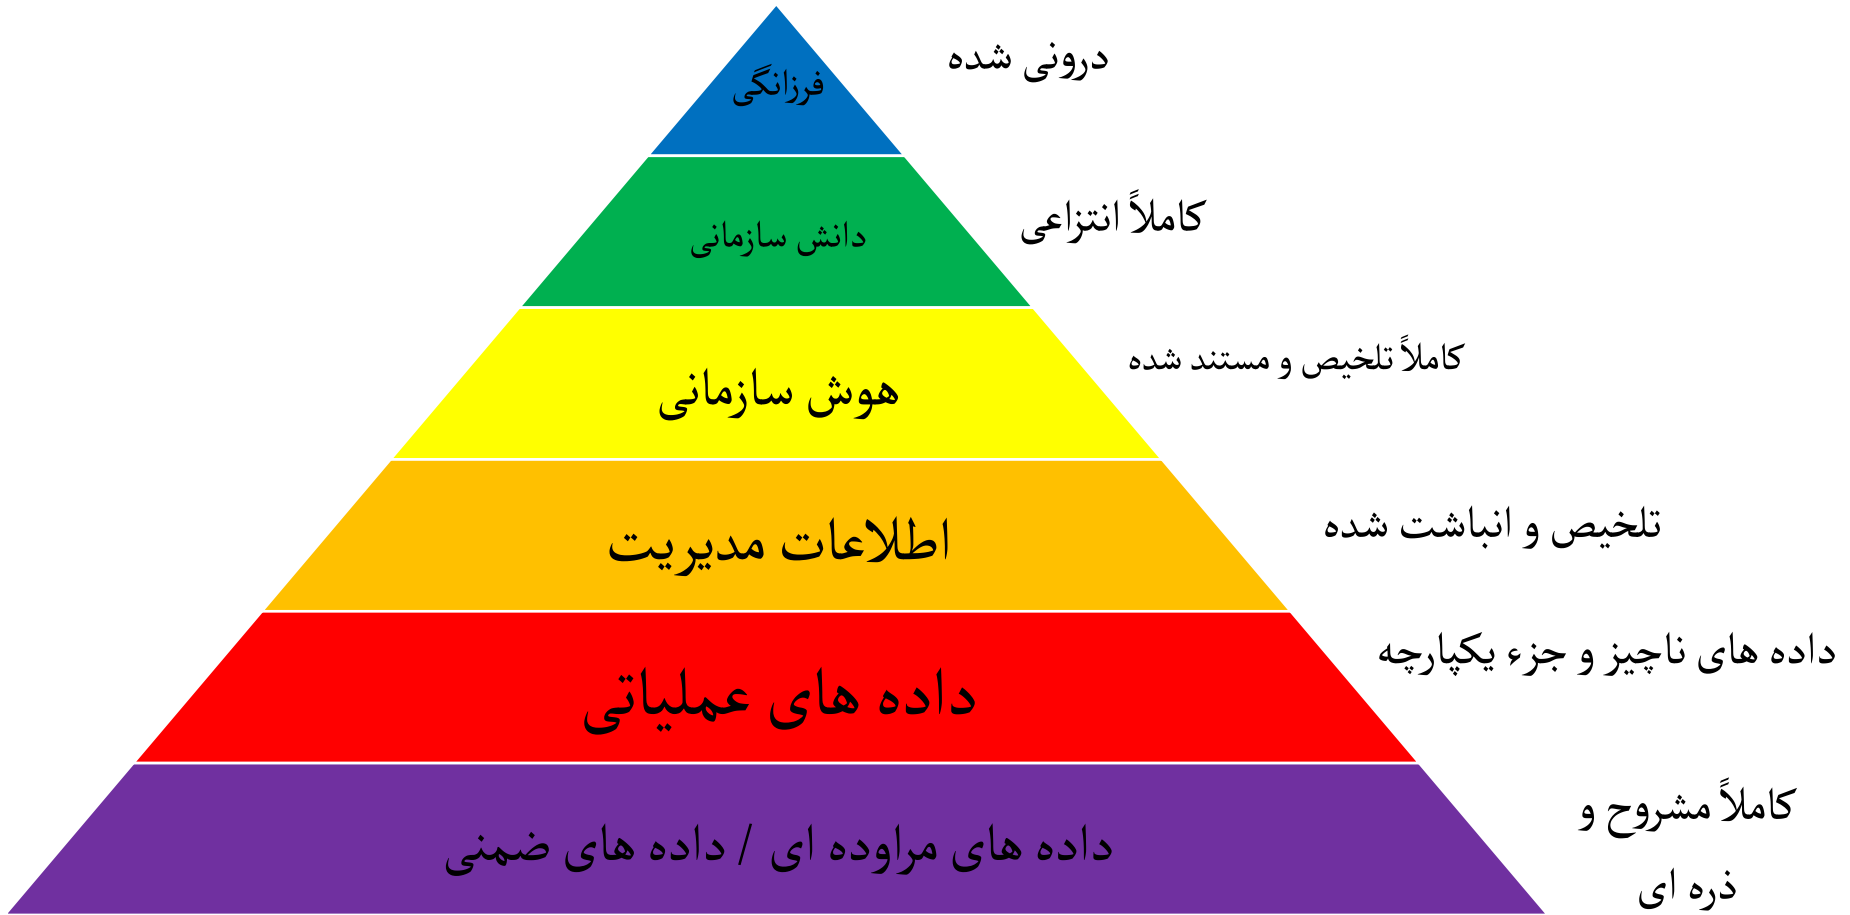 درونی شده
فرزانگی
کاملاً انتزاعی
دانش سازمانی
کاملاً تلخیص و مستند شده
هوش سازمانی
تلخیص و انباشت شده
اطلاعات مدیریت
داده های ناچیز و جزء یکپارچه
داده های عملیاتی
کاملاً مشروح و
ذره ای
داده های مراوده ای / داده های ضمنی